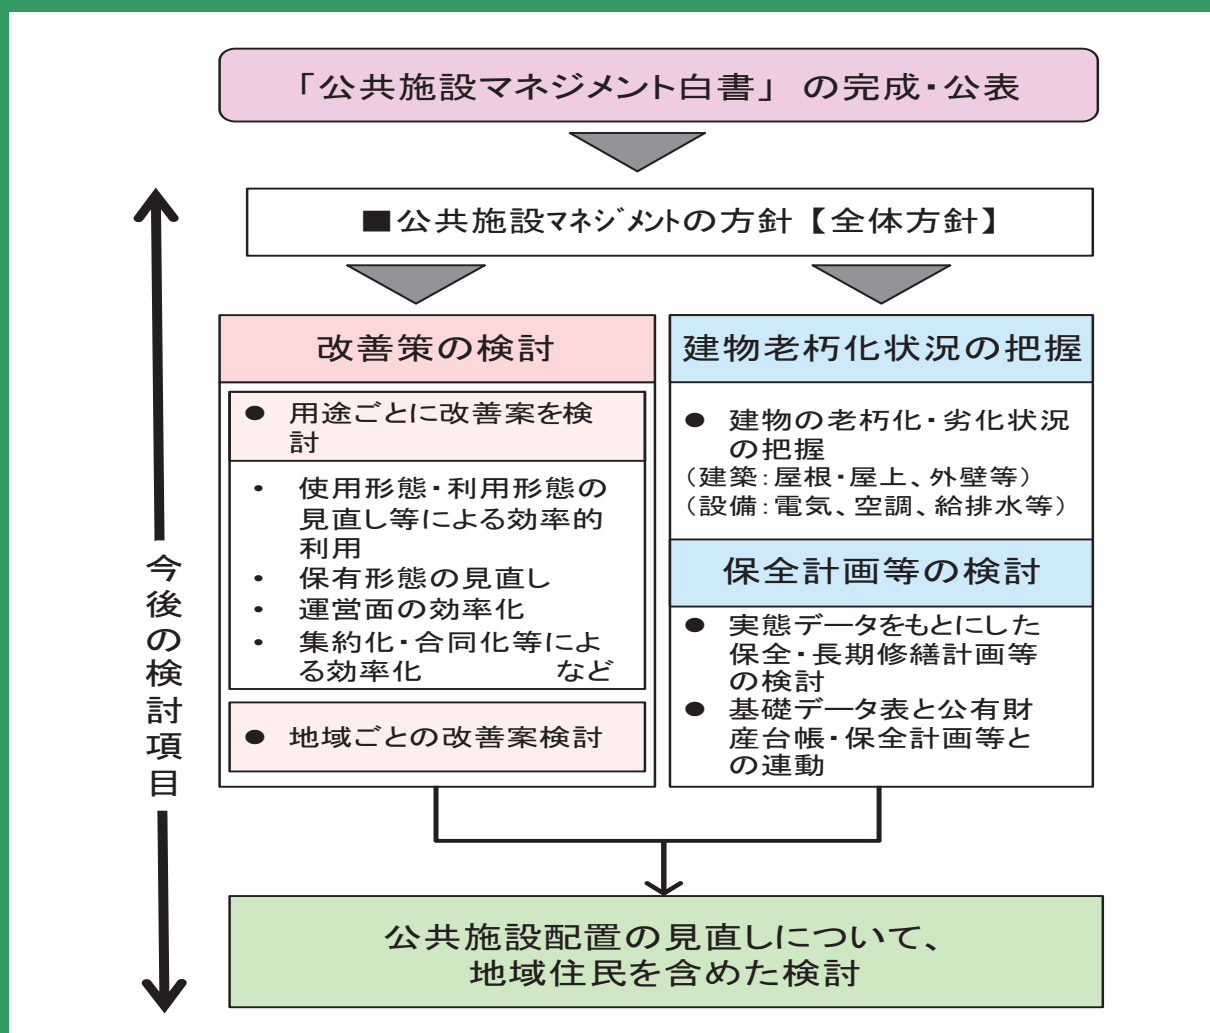 「公共施設マネジメント白書」の完成・公表
■公共施設マネジメントの方針【全体方針】
改善策の検討
● 用途ごとに改善案を検
討
・ 使用形態・利用形態の
見直し等による効率的
利用
・ 保有形態の見直し
・ 運営面の効率化
・ 集約化・合同化等によ
る効率化 など
● 地域ごとの改善案検討
建物老朽化状況の把握
● 建物の老朽化・劣化状況
の把握
（建築：屋根・屋上、外壁等）
（設備：電気、空調、給排水等）
保全計画等の検討
● 実態データをもとにした
保全・長期修繕計画等
の検討
● 基礎データ表と公有財
産台帳・保全計画等と
の連動
今後の検討項目
公共施設配置の見直しについて、
地域住民を含めた検討